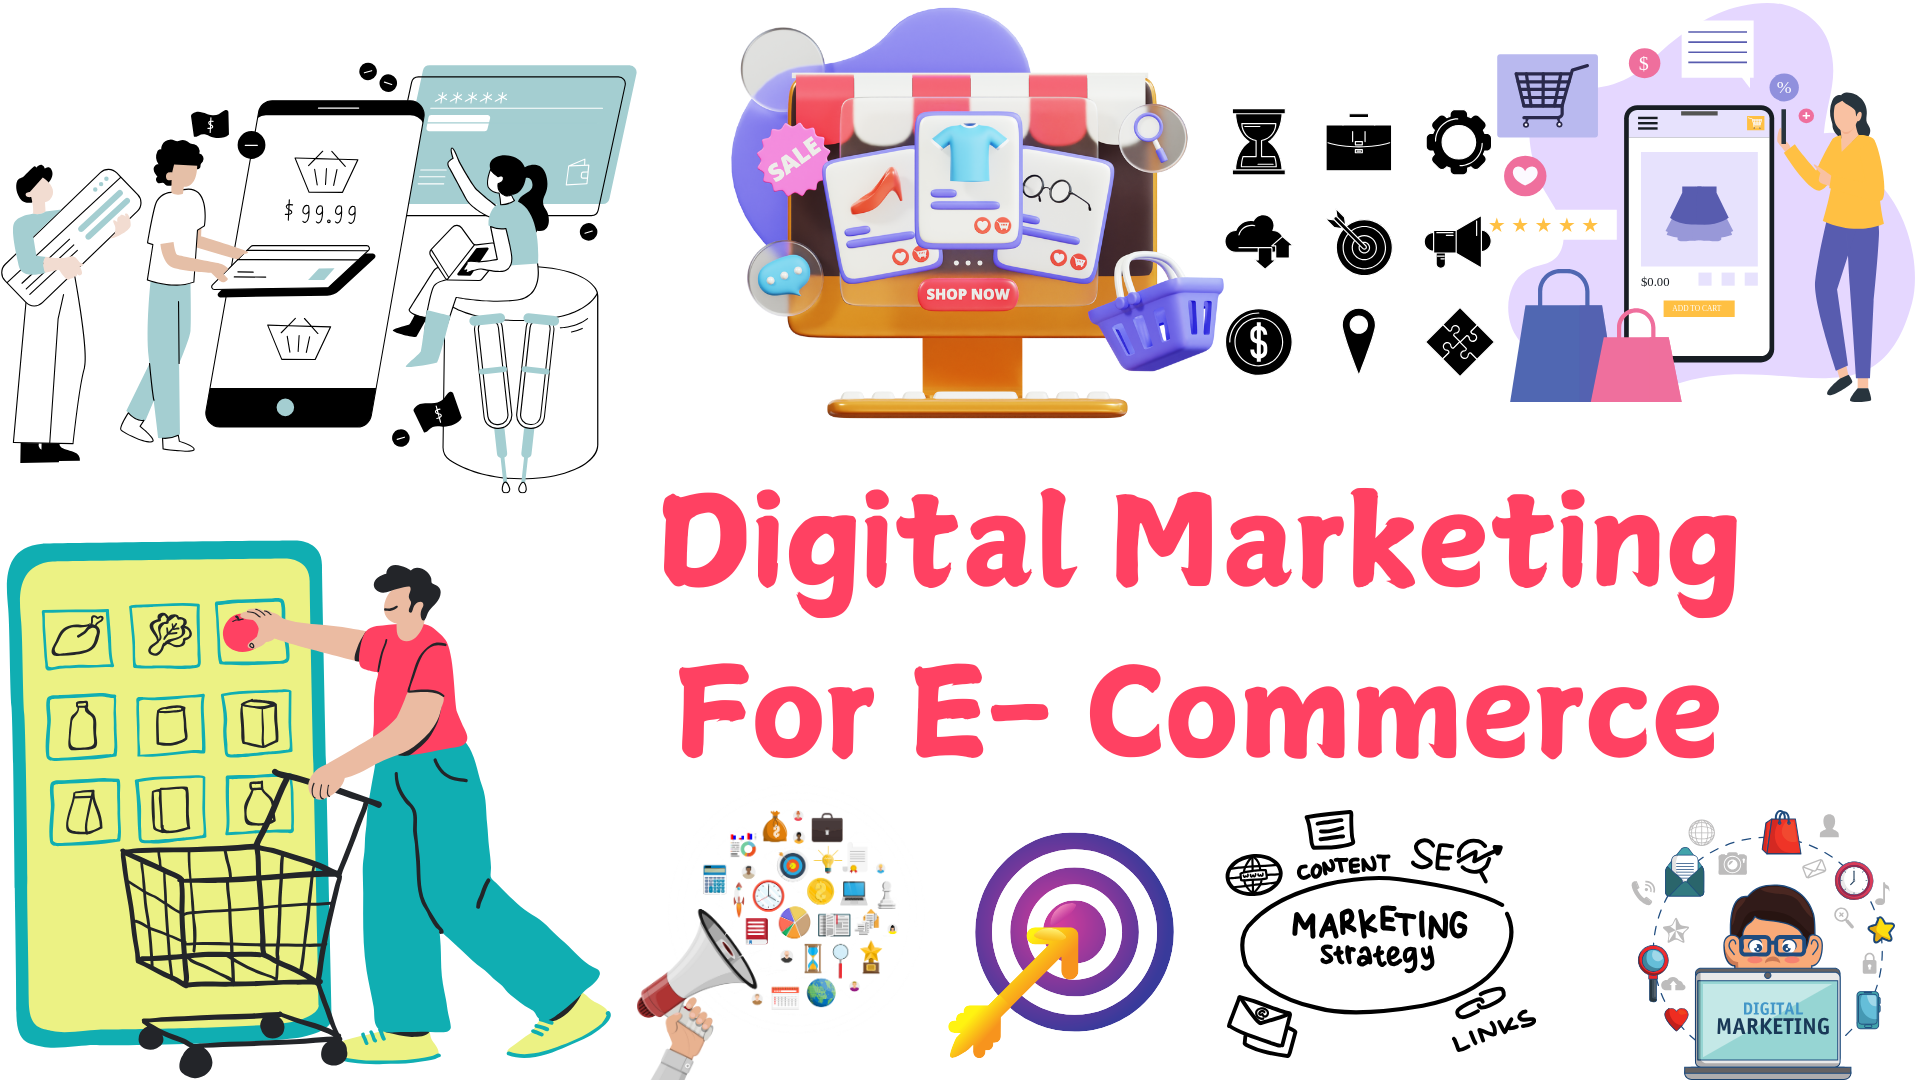 *****
$
$99.99
$
SALE
SHOP NOW
$
$
%
$0.00
ADD TO CART
Digital Marketing
For E- Commerce
CONTENT
SEO
WWW
MARKETING
strategy
LINKS
DIGITAL
MARKETING